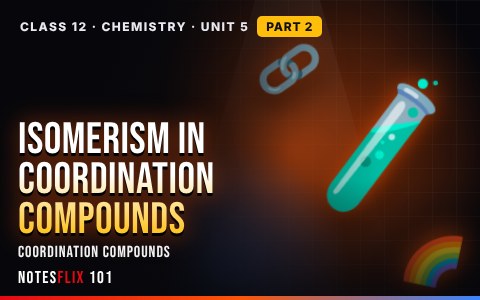 CLASS 12 · CHEMISTRY · UNIT 5 PART 2
ISOMERISM IN
COORDINATION
COMPOUNDS
COORDINATION COMPOUNDS
NOTESFLIX 101